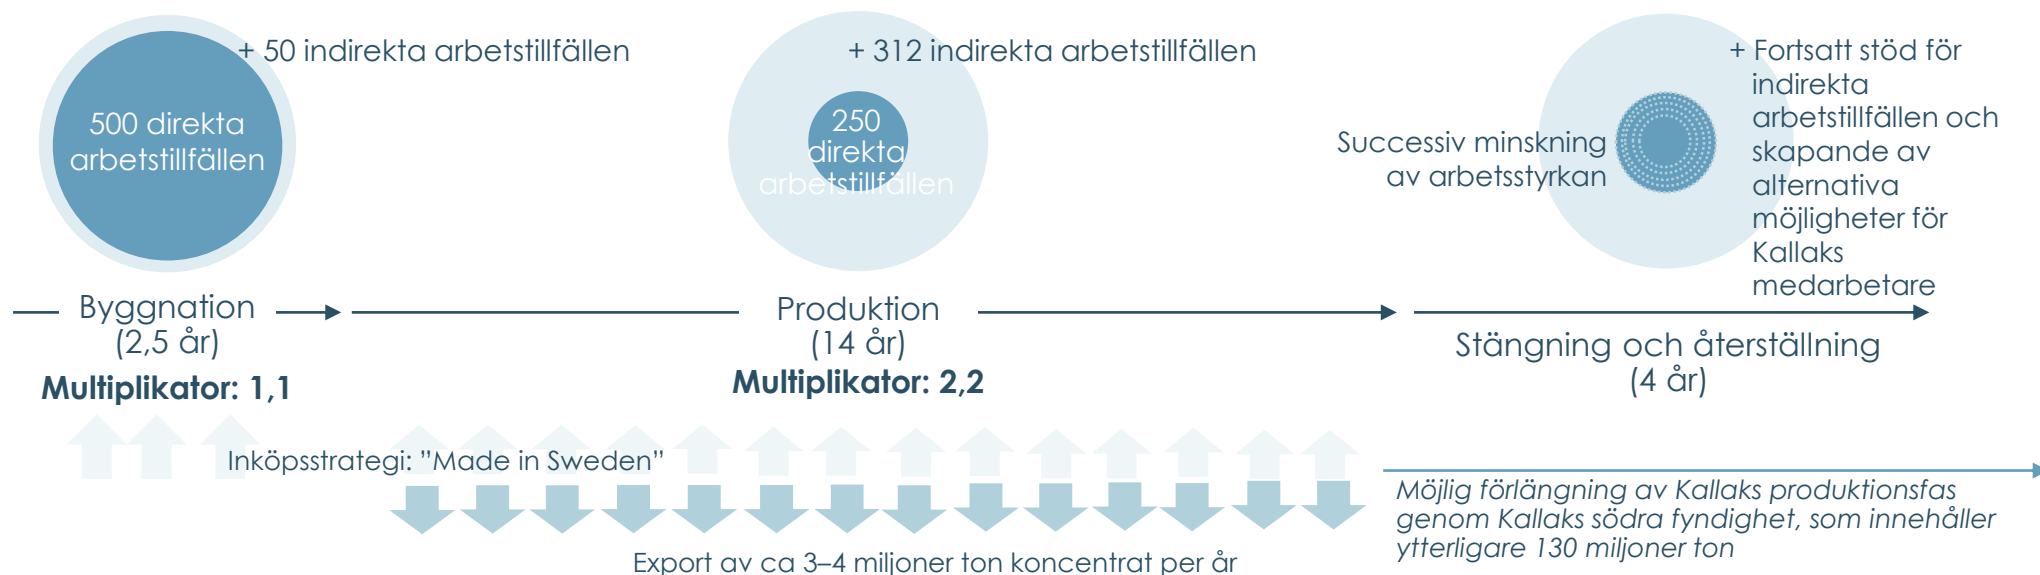 + 50 indirekta arbetstillfällen
500 direkta
arbetstillfällen
Byggnation
(2,5 år)
Multiplikator: 1,1
+ 312 indirekta arbetstillfällen
250
direkta
arbetstillfällen
Produktion
(14 år)
Multiplikator: 2,2
Successiv minskning
av arbetsstyrkan
+ Fortsatt stöd för
indirekta
arbetstillfällen och
skapande av
alternativa
möjligheter för
Kallaks
medarbetare
Stängning och återställning
(4 år)
Inköpsstrategi: ”Made in Sweden”
Export av ca 3–4 miljoner ton koncentrat per år
Möjlig förlängning av Kallaks produktionsfas
genom Kallaks södra fyndighet, som innehåller
ytterligare 130 miljoner ton